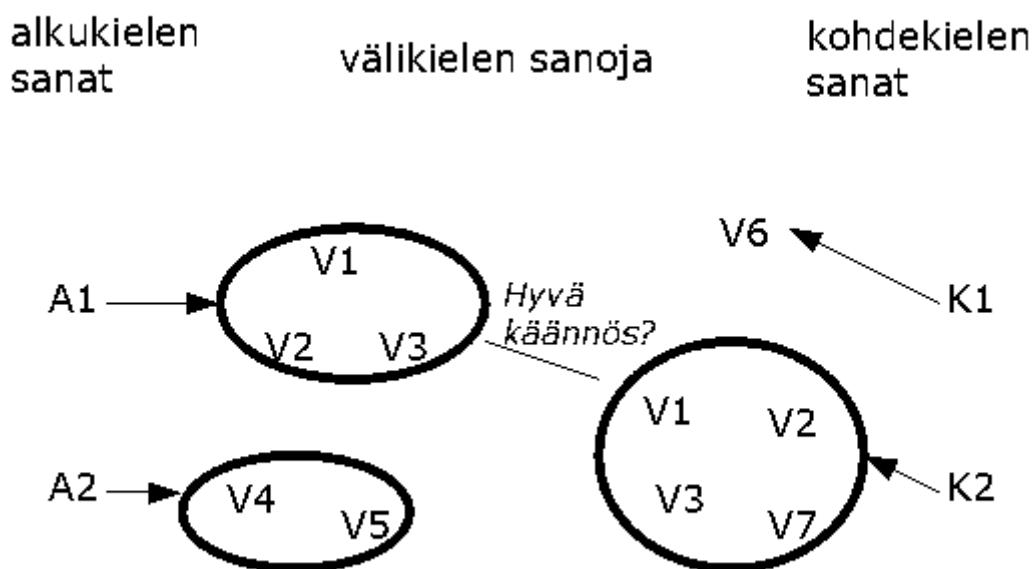 alkukielen
sanat
välikielen sanoja
kohdekielen
sanat
V6
V1
A1
Hyvä
käännös?
K1
V2 V3
V1 V2
A2
V4
V5
K2
V3
V7